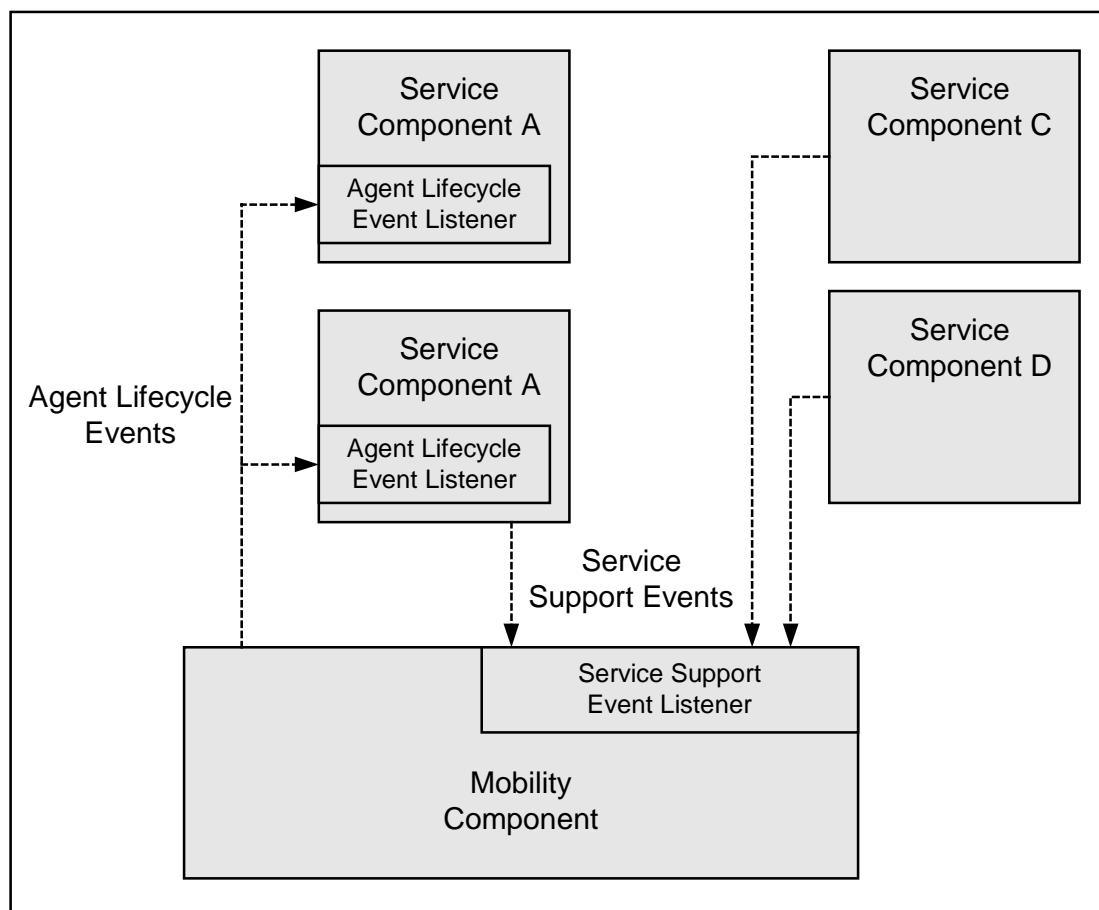 Service
Component A
Agent Lifecycle
Event Listener
Service
Component C
Service
Component A
Agent Lifecycle
Event Listener
Service
Component D
Agent Lifecycle
Events
Service
Support Events
Service Support
Event Listener
Mobility
Component